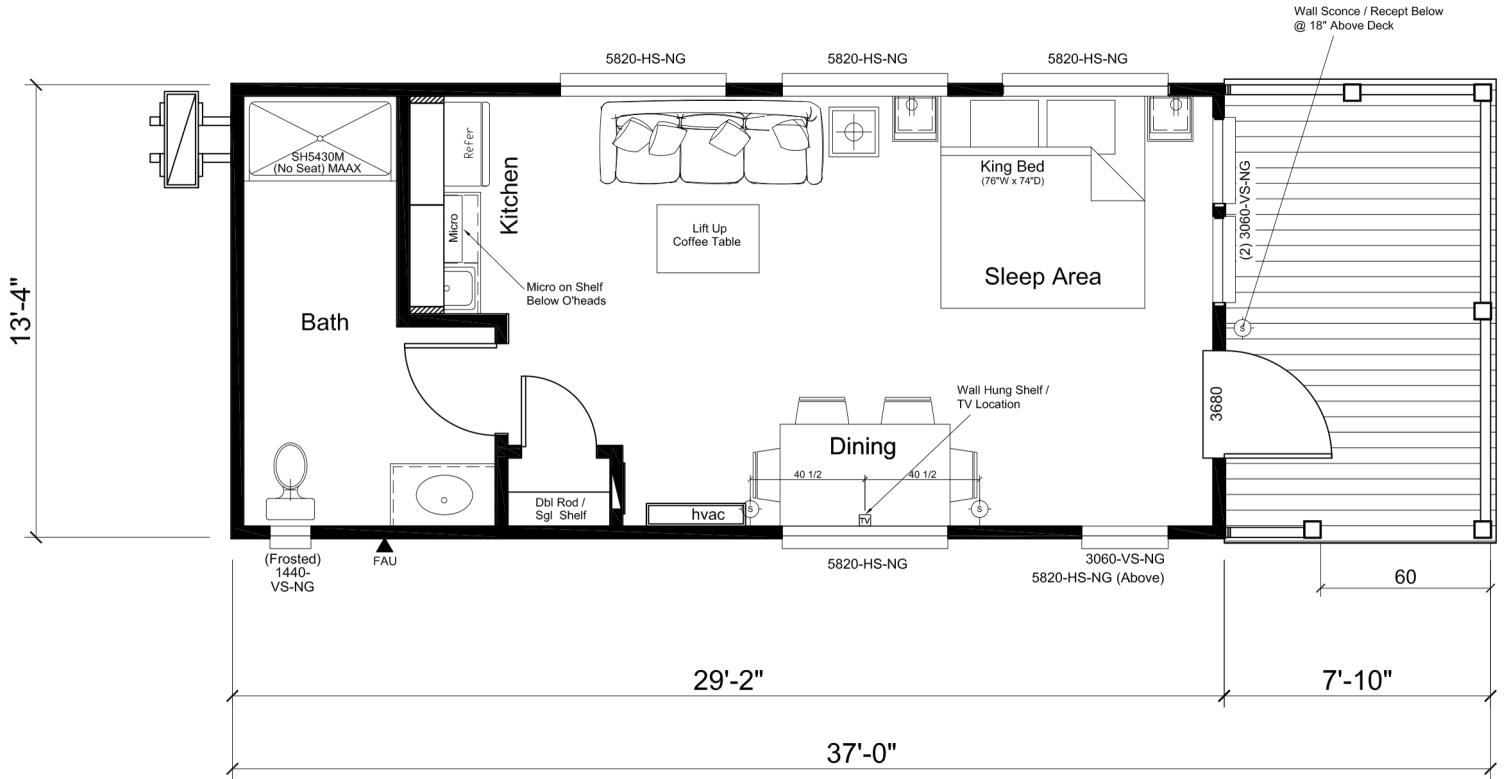 Wall Sconce / Recept Below
@ 18" Above Deck
5820-HS-NG
5820-HS-NG
5820-HS-NG
SH5430M
(No Seat) MAAX
Refer
Kitchen
Micro
Micro on Shelf
Below O'heads
Lift Up
Coffee Table
King Bed
(76"W x 74"D)
Sleep Area
(2) 3060-VS-NG
S
13'-4"
Bath
3680
Wall Hung Shelf /
TV Location
Dining
40 1/2
40 1/2
S
S
TV
Dbl Rod /
Sgl Shelf
hvac
(Frosted)
1440-
VS-NG
FAU
5820-HS-NG
3060-VS-NG
5820-HS-NG (Above)
60
29'-2"
7'-10"
37'-0"